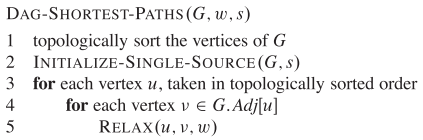 DAG-SHORTEST-PATHS(G, w, s)
1 topologically sort the vertices of G
2 INITIALIZE-SINGLE-SOURCE(G, s)
3 for each vertex u, taken in topologically sorted order
4 for each vertex v ∈ G.Adj[u]
5 RELAX(u, v, w)